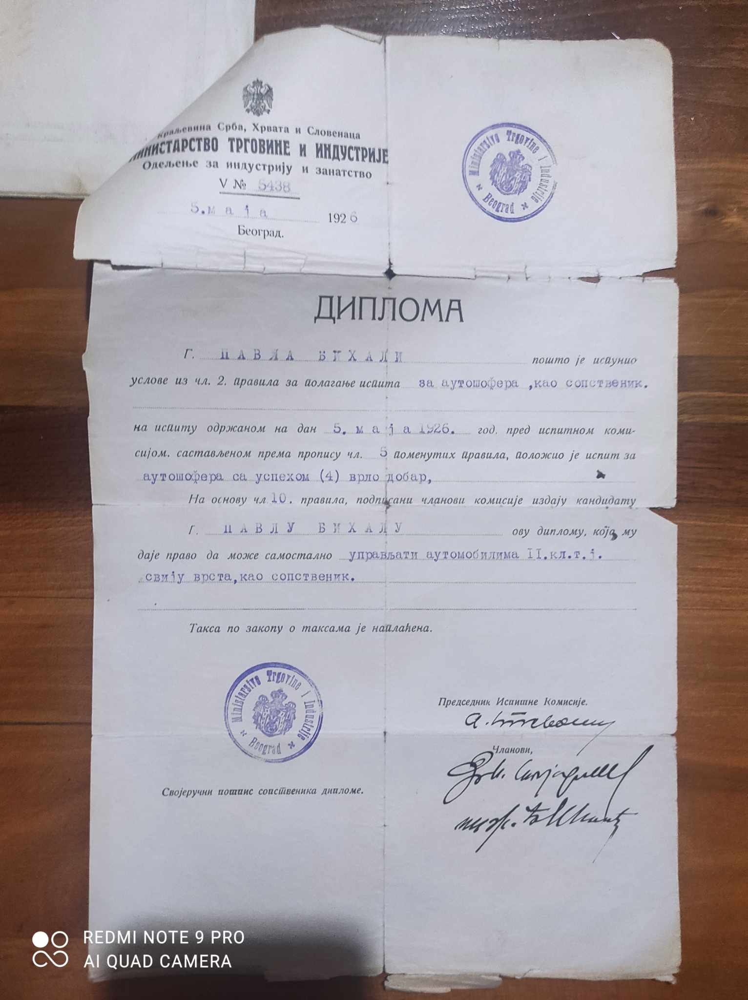 Краљевина Срба, Хрвата и Словенаца
МИНИСТАРСТВО ТРГОВИНЕ И ИНДУСТРИЈЕ
Одељење за индустрију и занатство
V № 5438
5. маја 1926
Београд.
Ministarstvo Trgovine i Industrije
Beograd
ДИПЛОМА
Г. ПАВЛА БИХАЛИ пошто је испунио
услове из чл. 2. правила за полагање испита за аутошофера ,као сопственик.
на испиту одржаном на дан 5. маја 1926. год. пред испитном коми-
сијом. састављеном према пропису чл. 5 поменутих правила, положио је испит за
аутошофера са успехом (4) врло добар,
На основу чл. 10. правила, подписани чланови комисије издају кандидату
Г. ПАВЛУ БИХАЛУ ову диплому, која му
даје право да може самостално управљати аутомобилима II.кл.т.ј.
свију врста,као сопственик.
Такса по закопу о таксама је наплаћена.
Ministarstvo Trgovine i Industrije
Beograd
Председник Испитне Комисије.
Чланови,
Својеручни потпис сопственика дипломе.
REDMI NOTE 9 PRO
AI QUAD CAMERA